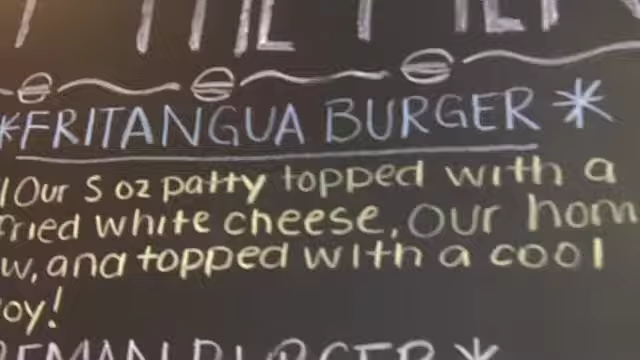 *FRITANGUA BURGER*
Our 5 oz patty topped with a
fried white cheese, our hom
w, and topped with a cool
oy!